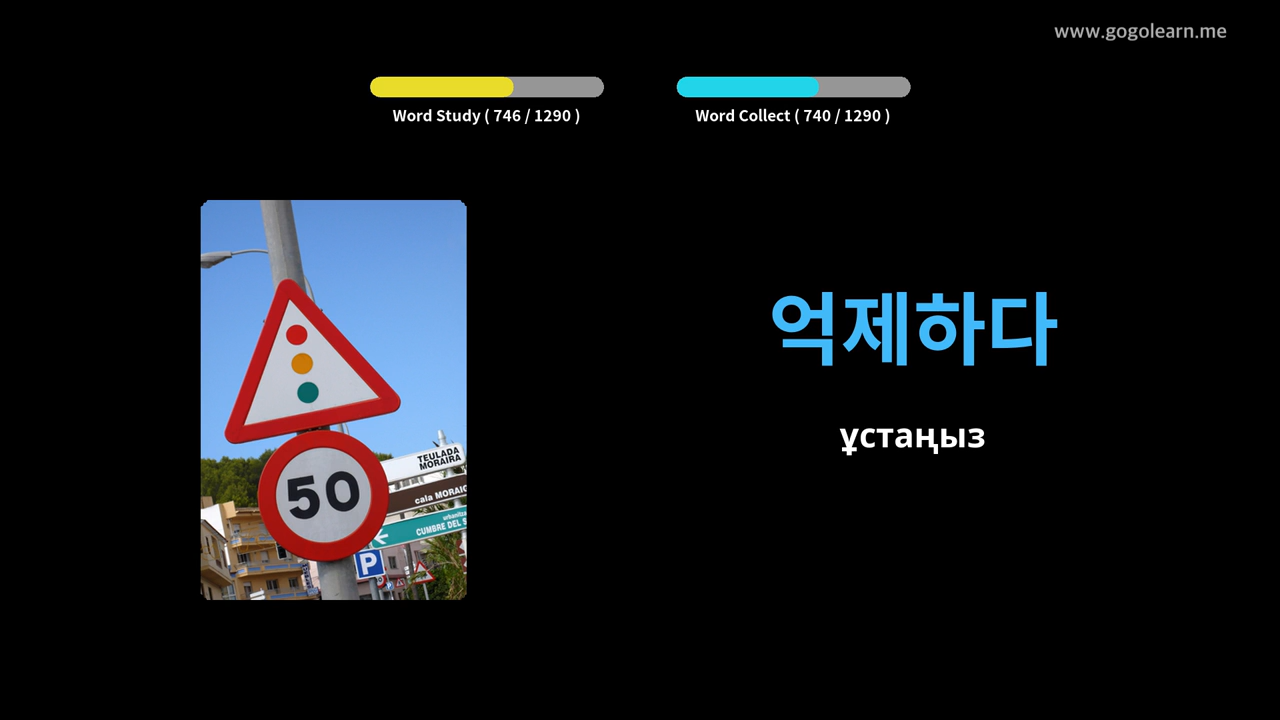 www.gogolearn.me
Word Study ( 746 / 1290 )
Word Collect ( 740 / 1290 )
억제하다
ұстаңыз
TEULADA
MORAIRA
cala MORAIG
CUMBRE DEL S
50
P